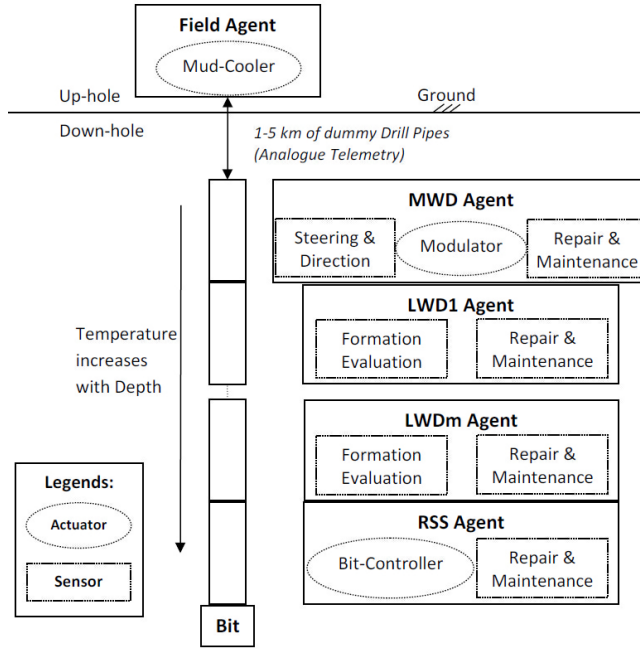 Field Agent
Mud-Cooler
Up-hole
Ground
Down-hole
1-5 km of dummy Drill Pipes
(Analogue Telemetry)
MWD Agent
Steering &
Direction
Modulator
Repair &
Maintenance
LWD1 Agent
Formation
Evaluation
Repair &
Maintenance
Temperature
increases
with Depth
LWDm Agent
Formation
Evaluation
Repair &
Maintenance
Legends:
Actuator
Sensor
RSS Agent
Bit-Controller
Repair &
Maintenance
Bit